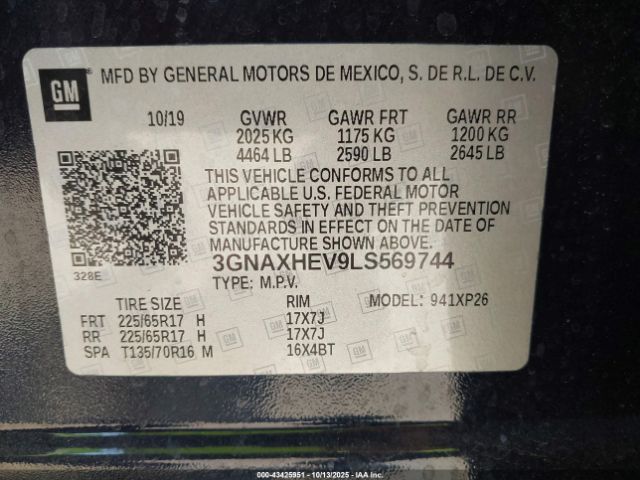 GM
MFD BY GENERAL MOTORS DE MEXICO, S. DE R.L. DE C.V.
10/19 GVWR GAWR FRT GAWR RR
2025 KG 1175 KG 1200 KG
4464 LB 2590 LB 2645 LB
THIS VEHICLE CONFORMS TO ALL
APPLICABLE U.S. FEDERAL MOTOR
VEHICLE SAFETY AND THEFT PREVENTION
STANDARDS IN EFFECT ON THE DATE OF
MANUFACTURE SHOWN ABOVE.
328E
3GNAXHEV9LS569744
TYPE: M.P.V.
TIRE SIZE RIM MODEL: 941XP26
FRT 225/65R17 H 17X7J
RR 225/65R17 H 17X7J
SPA T135/70R16 M 16X4BT
000-43425951 - 10/13/2025 - IAAI.COM